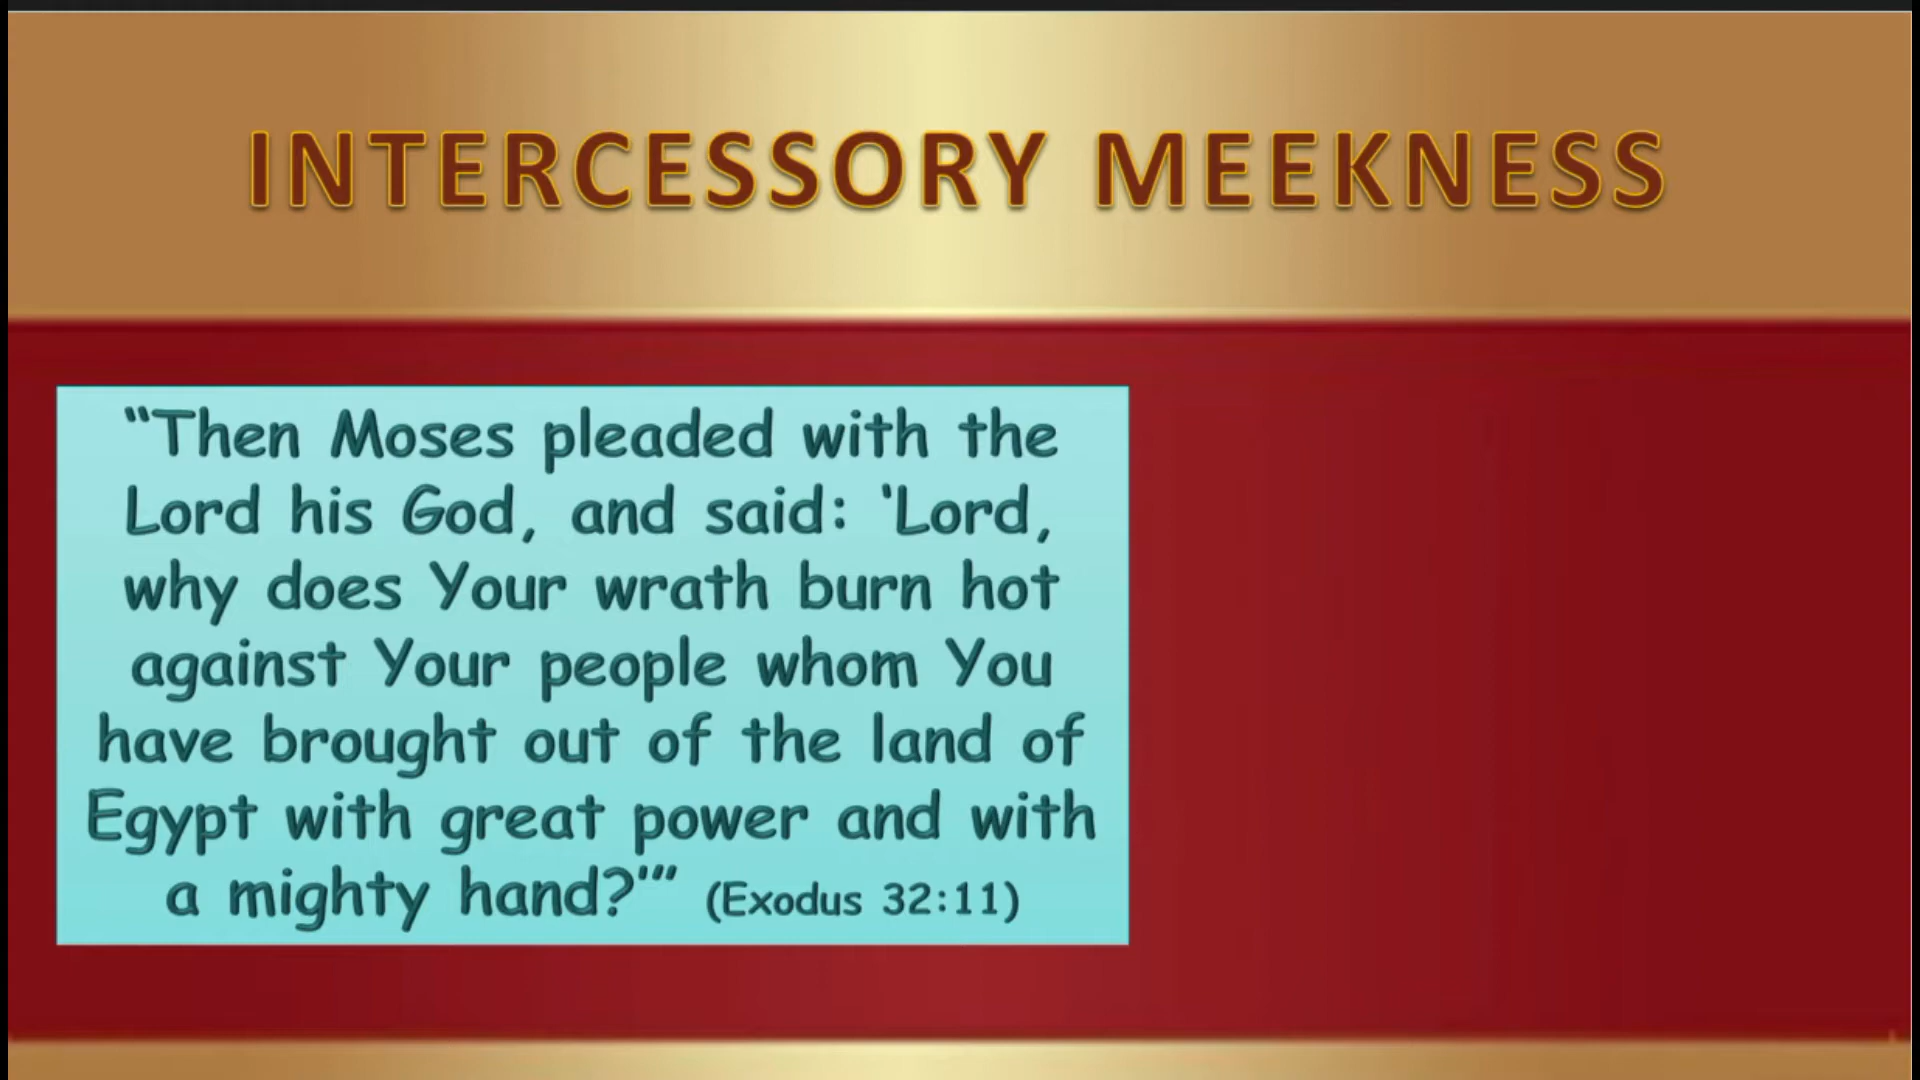 INTERCESSORY MEEKNESS
“Then Moses pleaded with the
Lord his God, and said: ‘Lord,
why does Your wrath burn hot
against Your people whom You
have brought out of the land of
Egypt with great power and with
a mighty hand?’” (Exodus 32:11)